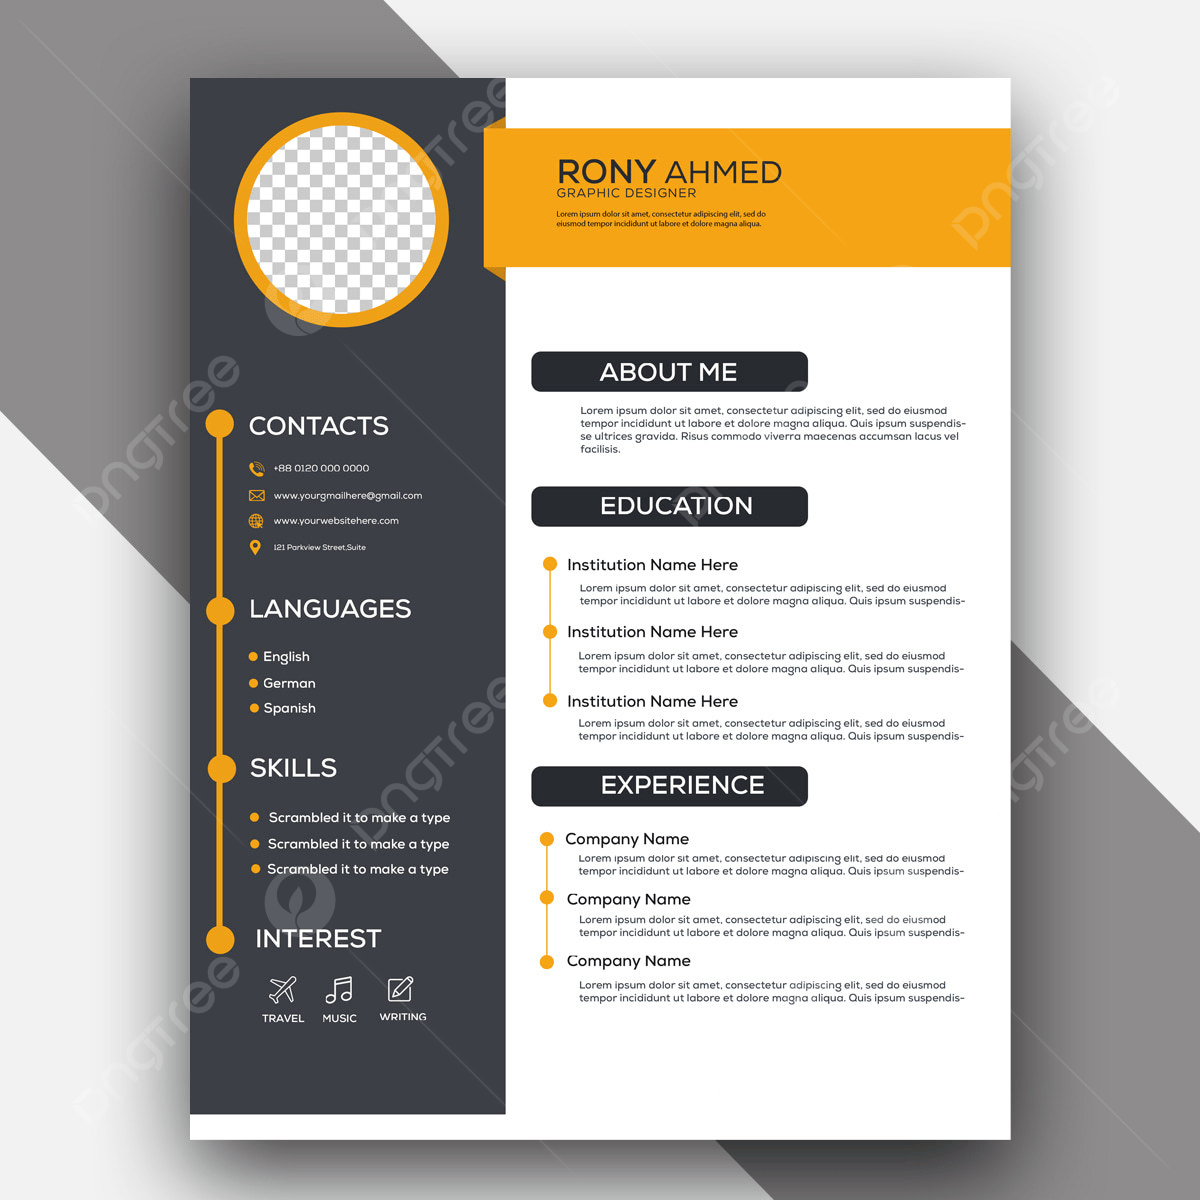 RONY AHMED
GRAPHIC DESIGNER
Lorem ipsum dolor sit amet, consectetur adipiscing elit, sed do
eiusmod tempor incididunt ut labore et dolore magna aliqua.
CONTACTS
+88 0120 000 0000
www.yourgmailhere@gmail.com
www.yourwebsitehere.com
121 Parkview Street,Suite
LANGUAGES
English
German
Spanish
SKILLS
Scrambled it to make a type
Scrambled it to make a type
Scrambled it to make a type
INTEREST
TRAVEL MUSIC WRITING
ABOUT ME
Lorem ipsum dolor sit amet, consectetur adipiscing elit, sed do eiusmod
tempor incididunt ut labore et dolore magna aliqua. Quis ipsum suspendis-
se ultrices gravida. Risus commodo viverra maecenas accumsan lacus vel
facilisis.
EDUCATION
Institution Name Here
Lorem ipsum dolor sit amet, consectetur adipiscing elit, sed do eiusmod
tempor incididunt ut labore et dolore magna aliqua. Quis ipsum suspendis-
Institution Name Here
Lorem ipsum dolor sit amet, consectetur adipiscing elit, sed do eiusmod
tempor incididunt ut labore et dolore magna aliqua. Quis ipsum suspendis-
Institution Name Here
Lorem ipsum dolor sit amet, consectetur adipiscing elit, sed do eiusmod
tempor incididunt ut labore et dolore magna aliqua. Quis ipsum suspendis-
EXPERIENCE
Company Name
Lorem ipsum dolor sit amet, consectetur adipiscing elit, sed do eiusmod
tempor incididunt ut labore et dolore magna aliqua. Quis ipsum suspendis-
Company Name
Lorem ipsum dolor sit amet, consectetur adipiscing elit, sed do eiusmod
tempor incididunt ut labore et dolore magna aliqua. Quis ipsum suspendis-
Company Name
Lorem ipsum dolor sit amet, consectetur adipiscing elit, sed do eiusmod
tempor incididunt ut labore et dolore magna aliqua. Quis ipsum suspendis-
pngtree
pngtree
pngtree
pngtree
pngtree
pngtree